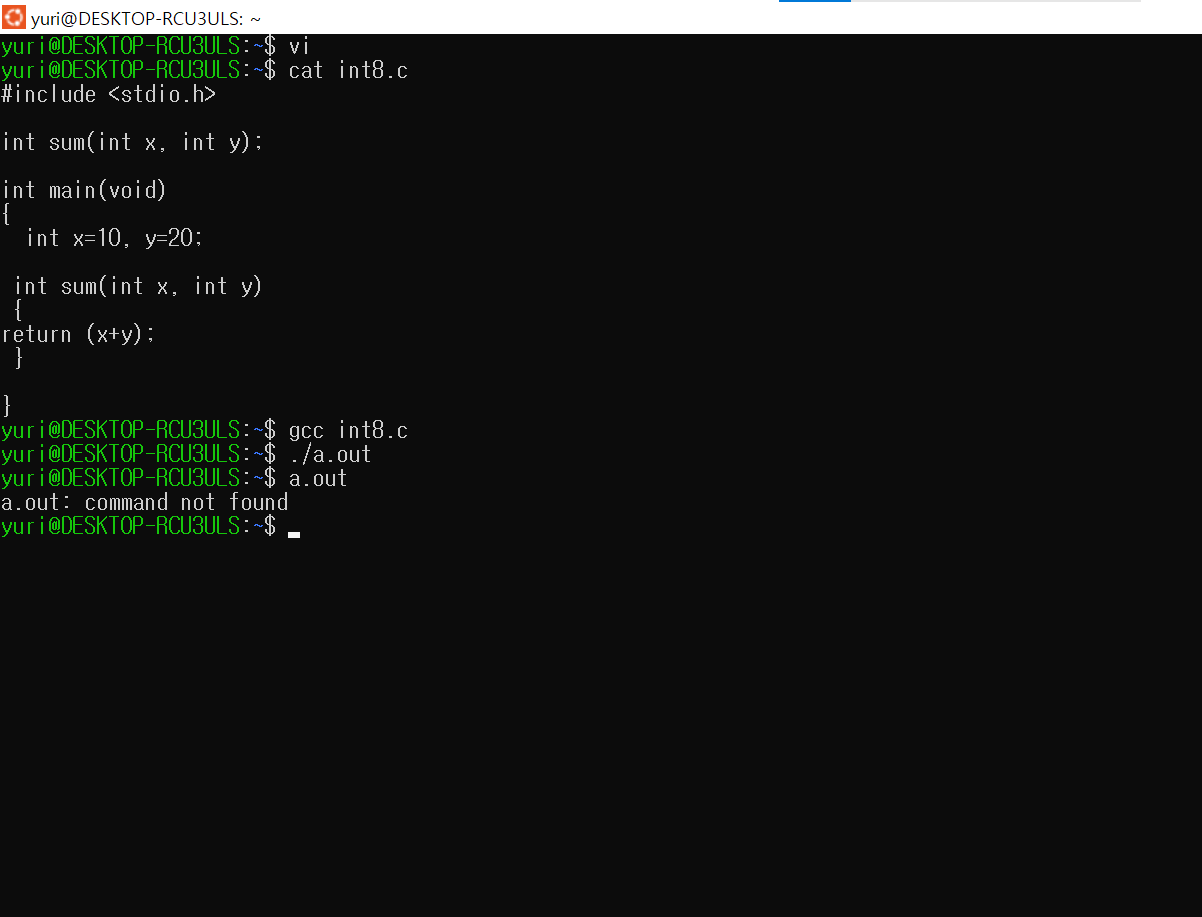 yuri@DESKTOP-RCU3ULS: ~
yuri@DESKTOP-RCU3ULS:~$ vi
yuri@DESKTOP-RCU3ULS:~$ cat int8.c
#include <stdio.h>
int sum(int x, int y);
int main(void)
{
int x=10, y=20;
int sum(int x, int y)
{
return (x+y);
}
}
yuri@DESKTOP-RCU3ULS:~$ gcc int8.c
yuri@DESKTOP-RCU3ULS:~$ ./a.out
yuri@DESKTOP-RCU3ULS:~$ a.out
a.out: command not found
yuri@DESKTOP-RCU3ULS:~$